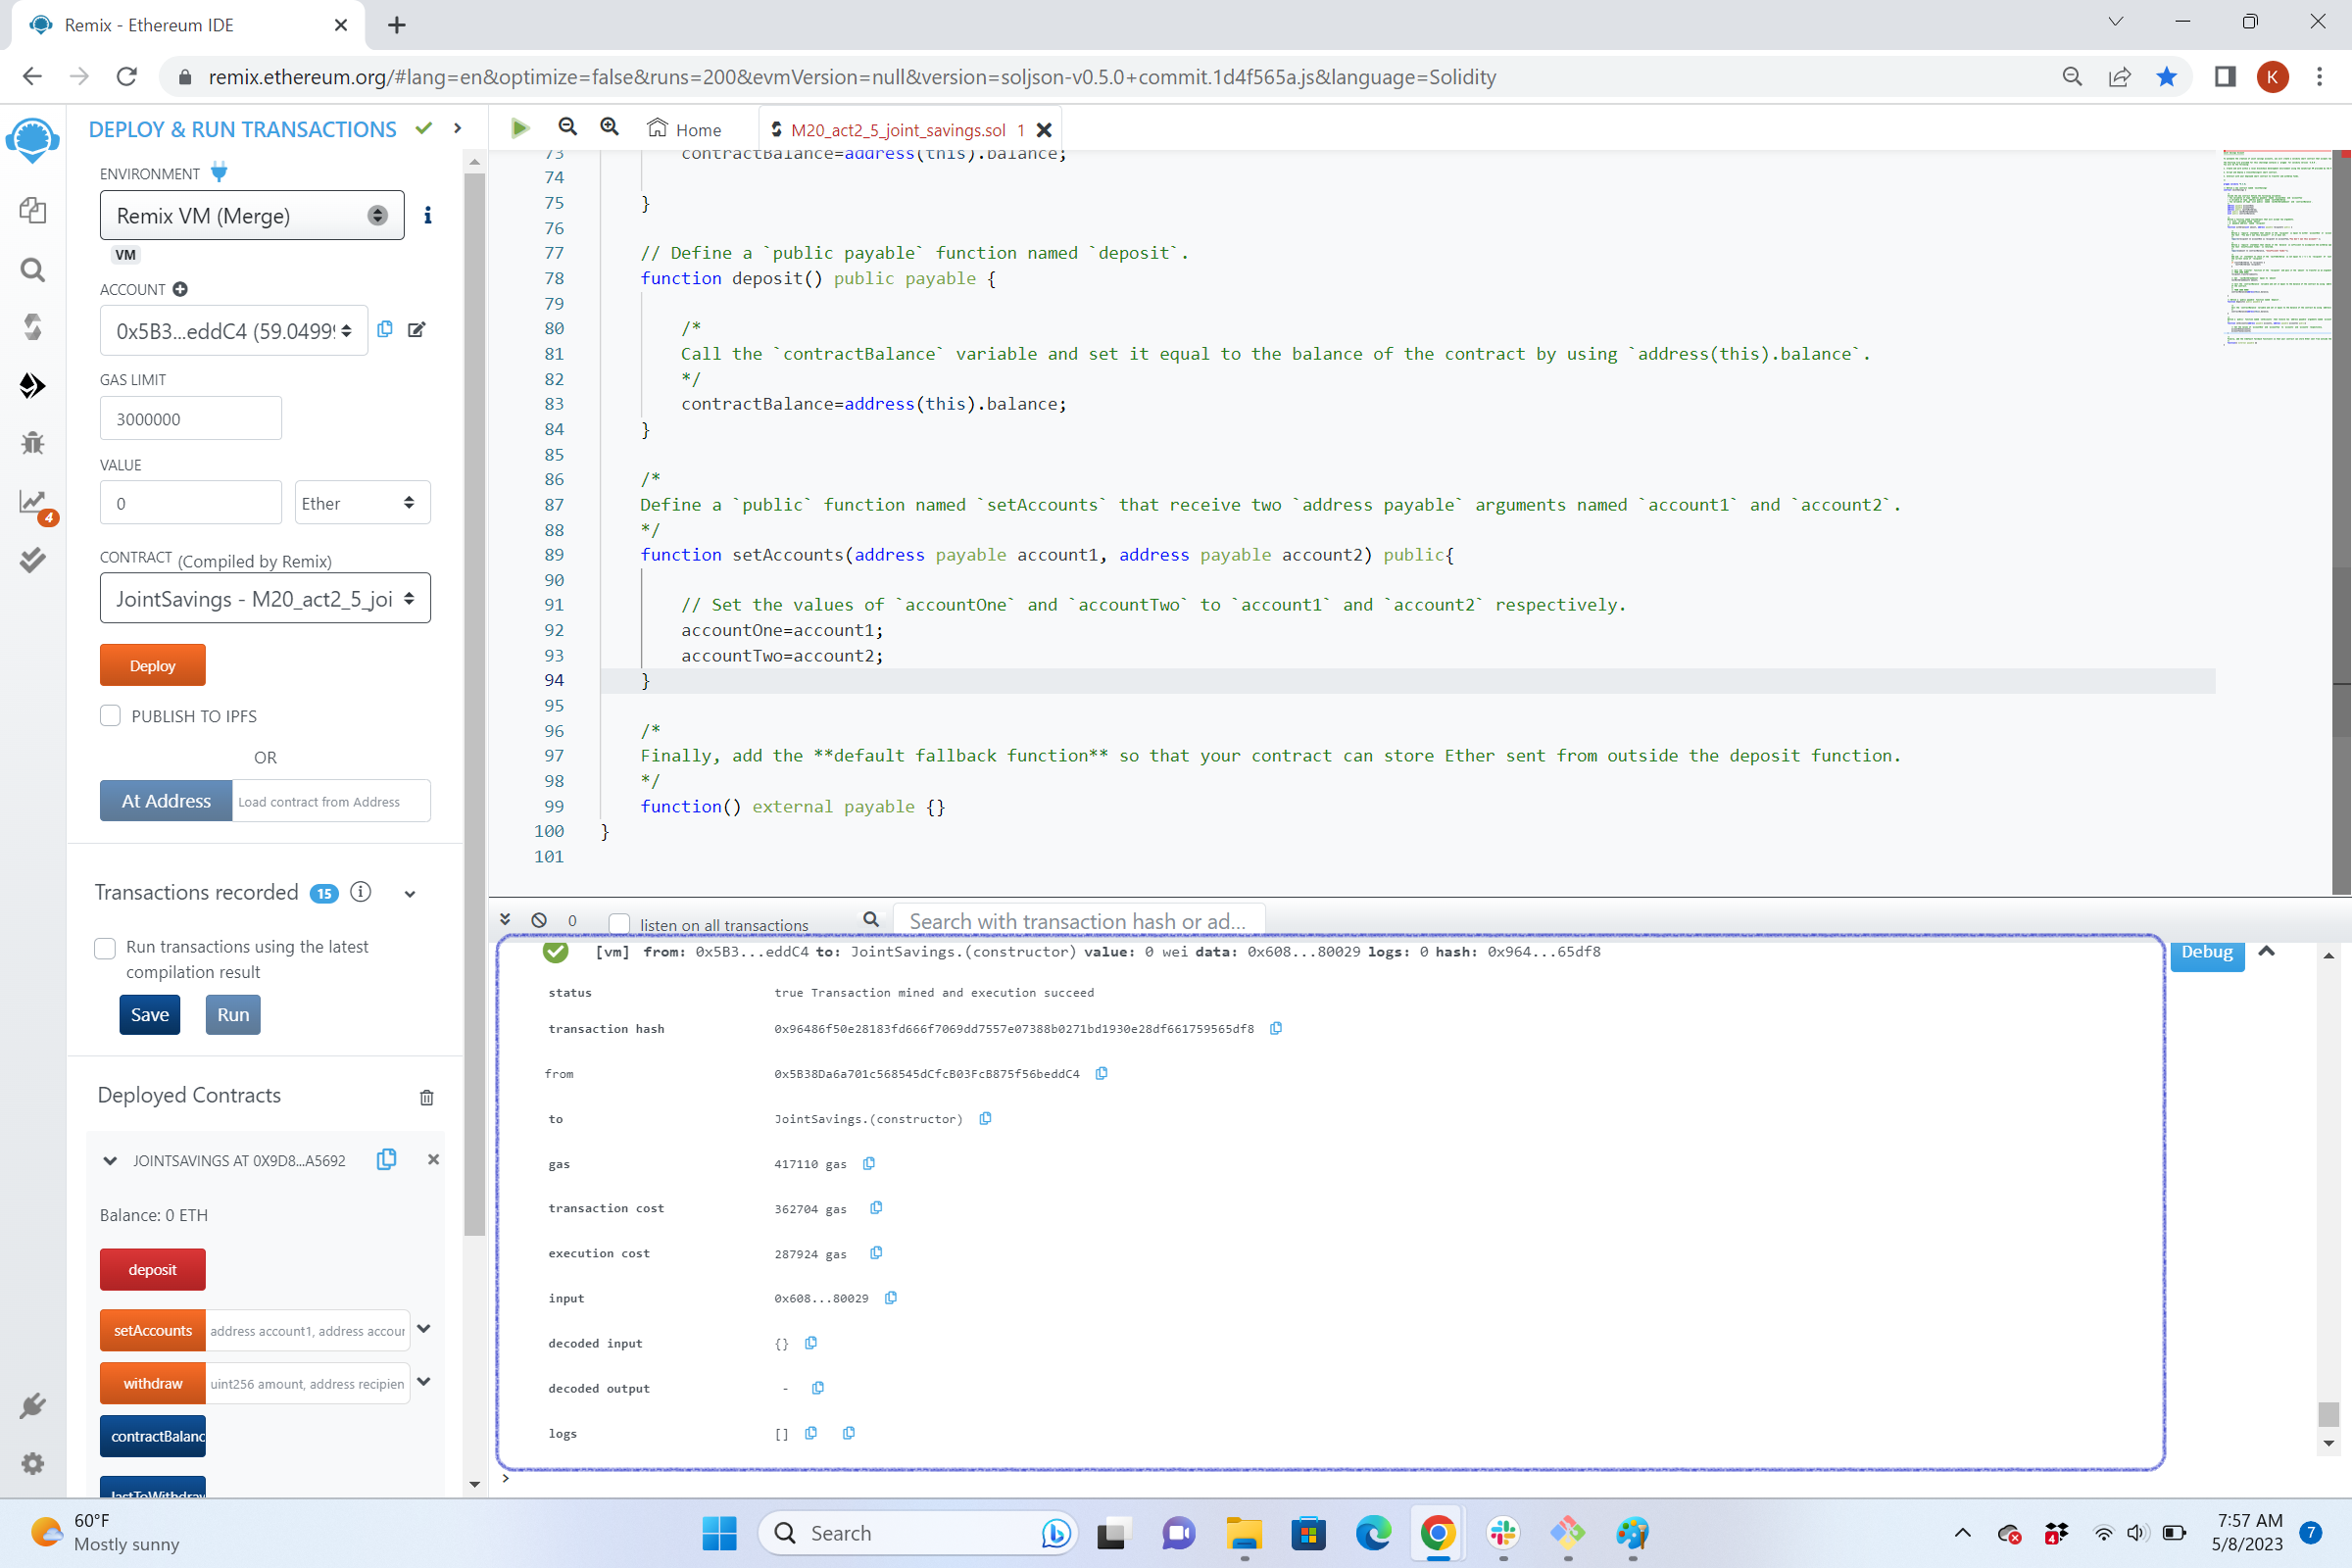 Remix - Ethereum IDE
remix.ethereum.org/#lang=en&optimize=false&runs=200&evmVersion=null&version=soljson-v0.5.0+commit.1d4f565a.js&language=Solidity
K
DEPLOY & RUN TRANSACTIONS
ENVIRONMENT
Remix VM (Merge)
VM
ACCOUNT
0x5B3...eddC4 (59.0499
GAS LIMIT
3000000
VALUE
0
Ether
CONTRACT (Compiled by Remix)
JointSavings - M20_act2_5_joi
Deploy
PUBLISH TO IPFS
OR
At Address
Load contract from Address
Transactions recorded 15
Run transactions using the latest
compilation result
Save
Run
Deployed Contracts
JOINTSAVINGS AT 0X9D8...A5692
Balance: 0 ETH
deposit
setAccounts
address account1, address accour
withdraw
uint256 amount, address recipien
contractBalanc
lastToWithdraw
4
Home
M20_act2_5_joint_savings.sol 1
73 contractBalance=address(this).balance;
74
75 }
76
77 // Define a `public payable` function named `deposit`.
78 function deposit() public payable {
79
80 /*
81 Call the `contractBalance` variable and set it equal to the balance of the contract by using `address(this).balance`.
82 */
83 contractBalance=address(this).balance;
84 }
85
86 /*
87 Define a `public` function named `setAccounts` that receive two `address payable` arguments named `account1` and `account2`.
88 */
89 function setAccounts(address payable account1, address payable account2) public{
90
91 // Set the values of `accountOne` and `accountTwo` to `account1` and `account2` respectively.
92 accountOne=account1;
93 accountTwo=account2;
94 }
95
96 /*
97 Finally, add the **default fallback function** so that your contract can store Ether sent from outside the deposit function.
98 */
99 function() external payable {}
100 }
101
0
listen on all transactions
Search with transaction hash or ad...
[vm] from: 0x5B3...eddC4 to: JointSavings.(constructor) value: 0 wei data: 0x608...80029 logs: 0 hash: 0x964...65df8
Debug
status true Transaction mined and execution succeed
transaction hash 0x96486f50e28183fd666f7069dd7557e07388b0271bd1930e28df661759565df8
from 0x5B38Da6a701c568545dCfcB03FcB875f56beddC4
to JointSavings.(constructor)
gas 417110 gas
transaction cost 362704 gas
execution cost 287924 gas
input 0x608...80029
decoded input {}
decoded output -
logs []
>
60°F
Mostly sunny
Search
4
7:57 AM
5/8/2023
7